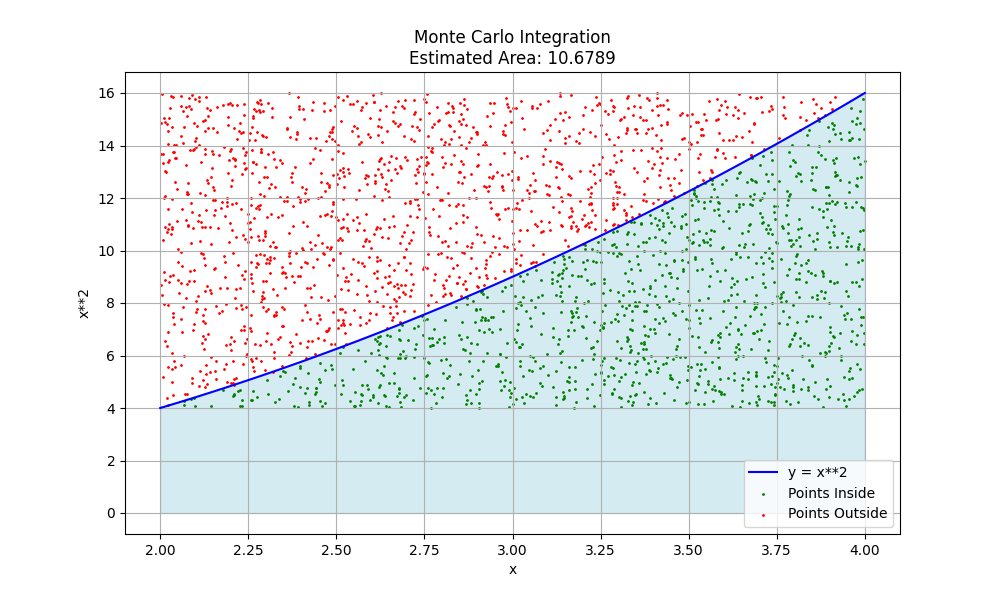 Monte Carlo Integration
Estimated Area: 10.6789
x**2
16
14
12
10
8
6
4
2
0
2.00 2.25 2.50 2.75 3.00 3.25 3.50 3.75 4.00
x
y = x**2
Points Inside
Points Outside